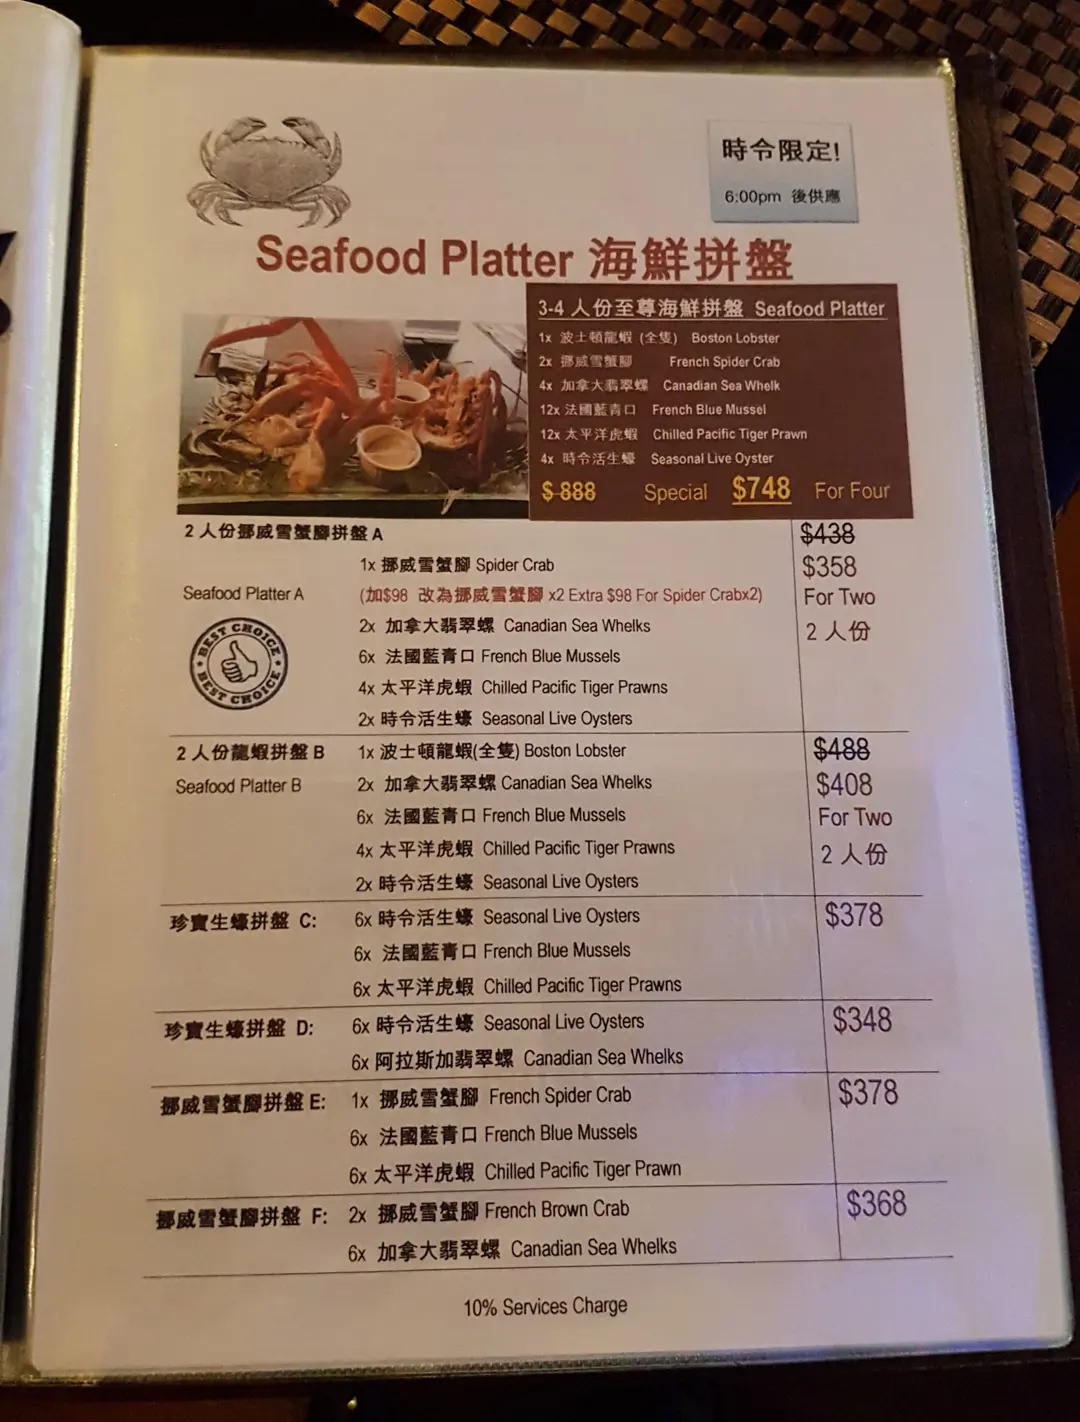 時令限定!
6:00pm 後供應
Seafood Platter 海鮮拼盤
3-4 人份至尊海鮮拼盤 Seafood Platter
1x 波士頓龍蝦 (全隻) Boston Lobster
2x 挪威雪蟹腳 French Spider Crab
4x 加拿大翡翠螺 Canadian Sea Whelk
12x 法國藍青口 French Blue Mussel
12x 太平洋虎蝦 Chilled Pacific Tiger Prawn
4x 時令活生蠔 Seasonal Live Oyster
$ 888 Special $748 For Four
2 人份挪威雪蟹腳拼盤 A
$438
1x 挪威雪蟹腳 Spider Crab
$358
Seafood Platter A
(加$98 改為挪威雪蟹腳 x2 Extra $98 For Spider Crabx2)
For Two
BEST CHOICE
BEST CHOICE
2x 加拿大翡翠螺 Canadian Sea Whelks
2 人份
6x 法國藍青口 French Blue Mussels
4x 太平洋虎蝦 Chilled Pacific Tiger Prawns
2x 時令活生蠔 Seasonal Live Oysters
2 人份龍蝦拼盤 B 1x 波士頓龍蝦(全隻) Boston Lobster $488
Seafood Platter B 2x 加拿大翡翠螺 Canadian Sea Whelks $408
6x 法國藍青口 French Blue Mussels For Two
4x 太平洋虎蝦 Chilled Pacific Tiger Prawns 2 人份
2x 時令活生蠔 Seasonal Live Oysters
珍寶生蠔拼盤 C: 6x 時令活生蠔 Seasonal Live Oysters $378
6x 法國藍青口 French Blue Mussels
6x 太平洋虎蝦 Chilled Pacific Tiger Prawns
珍寶生蠔拼盤 D: 6x 時令活生蠔 Seasonal Live Oysters $348
6x 阿拉斯加翡翠螺 Canadian Sea Whelks
挪威雪蟹腳拼盤 E: 1x 挪威雪蟹腳 French Spider Crab $378
6x 法國藍青口 French Blue Mussels
6x 太平洋虎蝦 Chilled Pacific Tiger Prawn
挪威雪蟹腳拼盤 F: 2x 挪威雪蟹腳 French Brown Crab $368
6x 加拿大翡翠螺 Canadian Sea Whelks
10% Services Charge